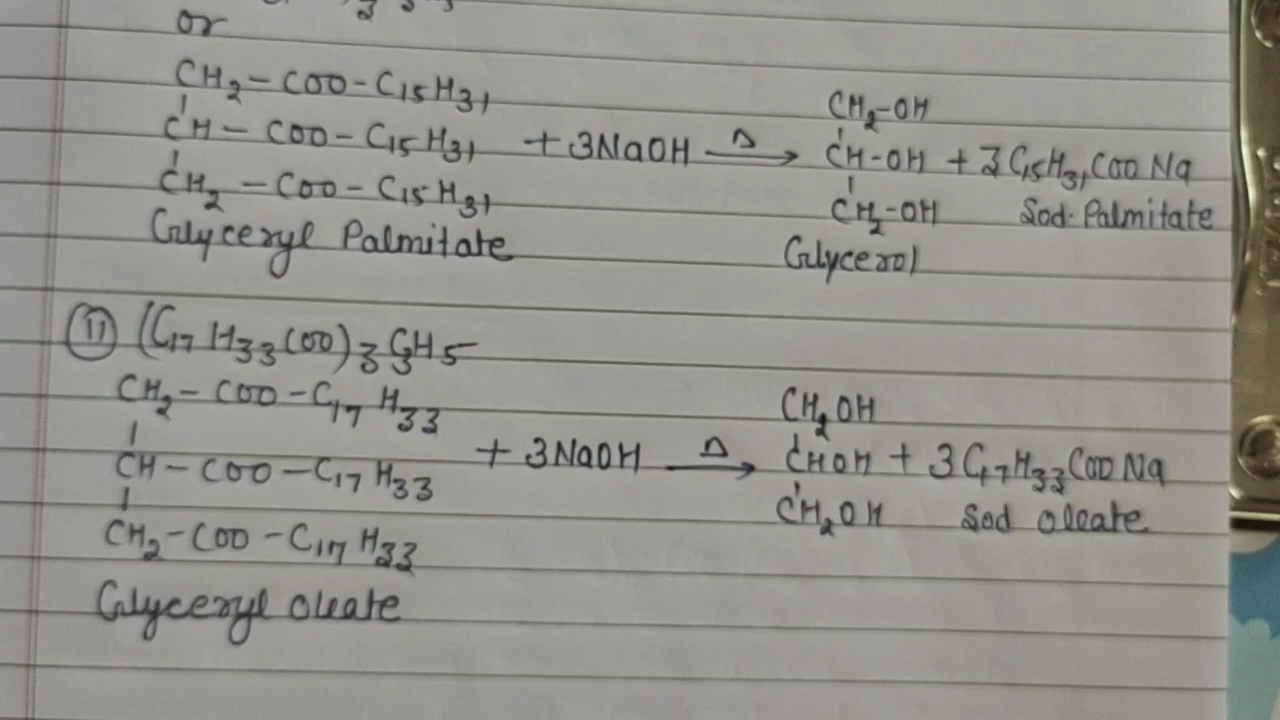 or
CH₂ – COO – C₁₅H₃₁
CH – COO – C₁₅H₃₁ + 3NaOH →Δ CH₂–OH CH–OH CH₂–OH + 3C₁₅H₃₁COONa
CH₂ – COO – C₁₅H₃₁ Sod. Palmitate
Glyceryl Palmitate Glycerol
(11) (C₁₇H₃₃COO)₃C₃H₅
CH₂ – COO – C₁₇H₃₃ CH₂OH
CH – COO – C₁₇H₃₃ + 3NaOH →Δ CHOH + 3C₁₇H₃₃COONa
CH₂ – COO – C₁₇H₃₃ CH₂OH Sod oleate
Glyceryl oleate